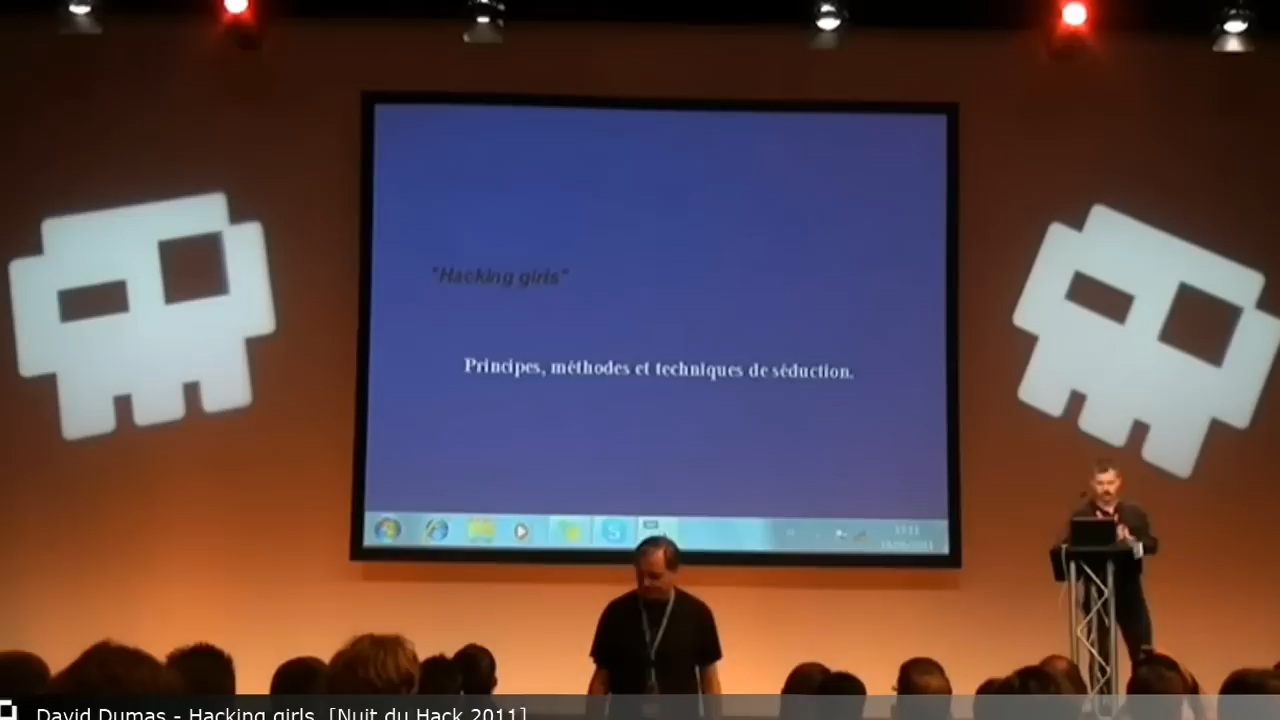 "Hacking girls"
Principes, méthodes et techniques de séduction.
David Dumas - Hacking girls [Nuit du Hack 2011]